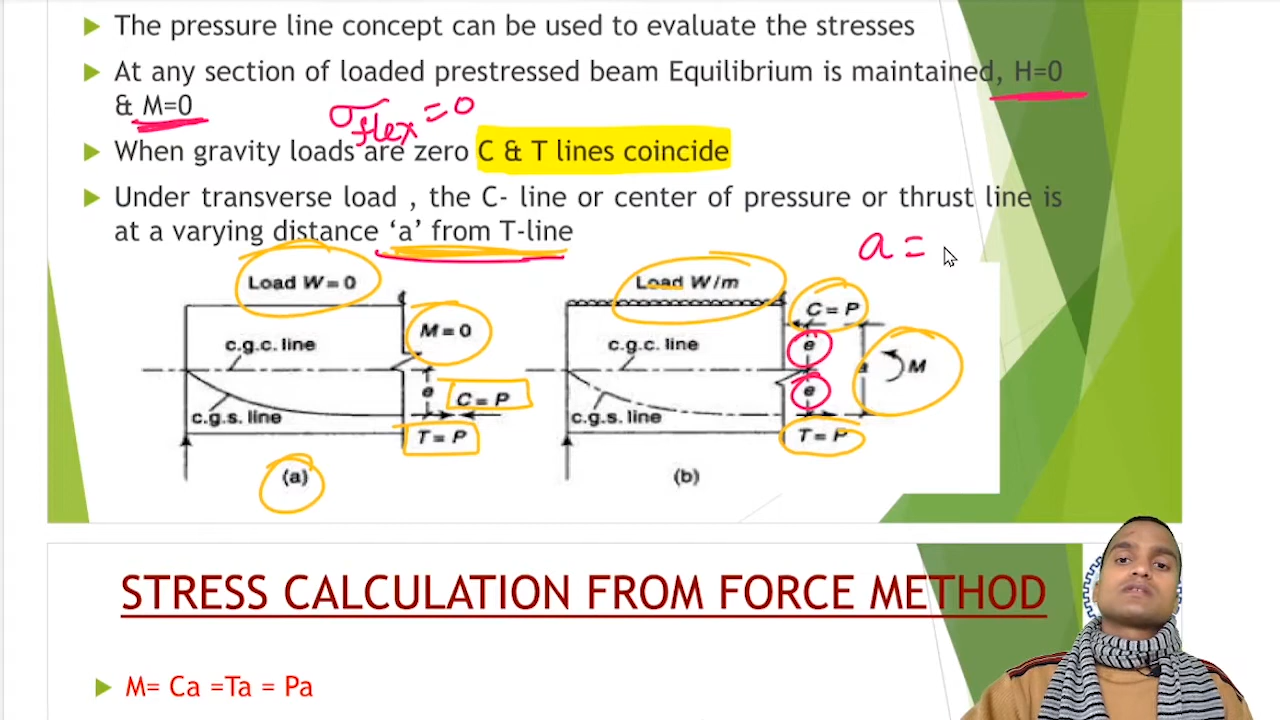 The pressure line concept can be used to evaluate the stresses
At any section of loaded prestressed beam Equilibrium is maintained, H=0
& M=0
σflex = 0
When gravity loads are zero C & T lines coincide
Under transverse load , the C- line or center of pressure or thrust line is
at a varying distance ‘a’ from T-line
a =
Load W = 0
M = 0
c.g.c. line
e
C = P
c.g.s. line
T = P
(a)
Load W/m
C = P
c.g.c. line
e
M
e
c.g.s. line
T = P
(b)
STRESS CALCULATION FROM FORCE METHOD
M= Ca =Ta = Pa